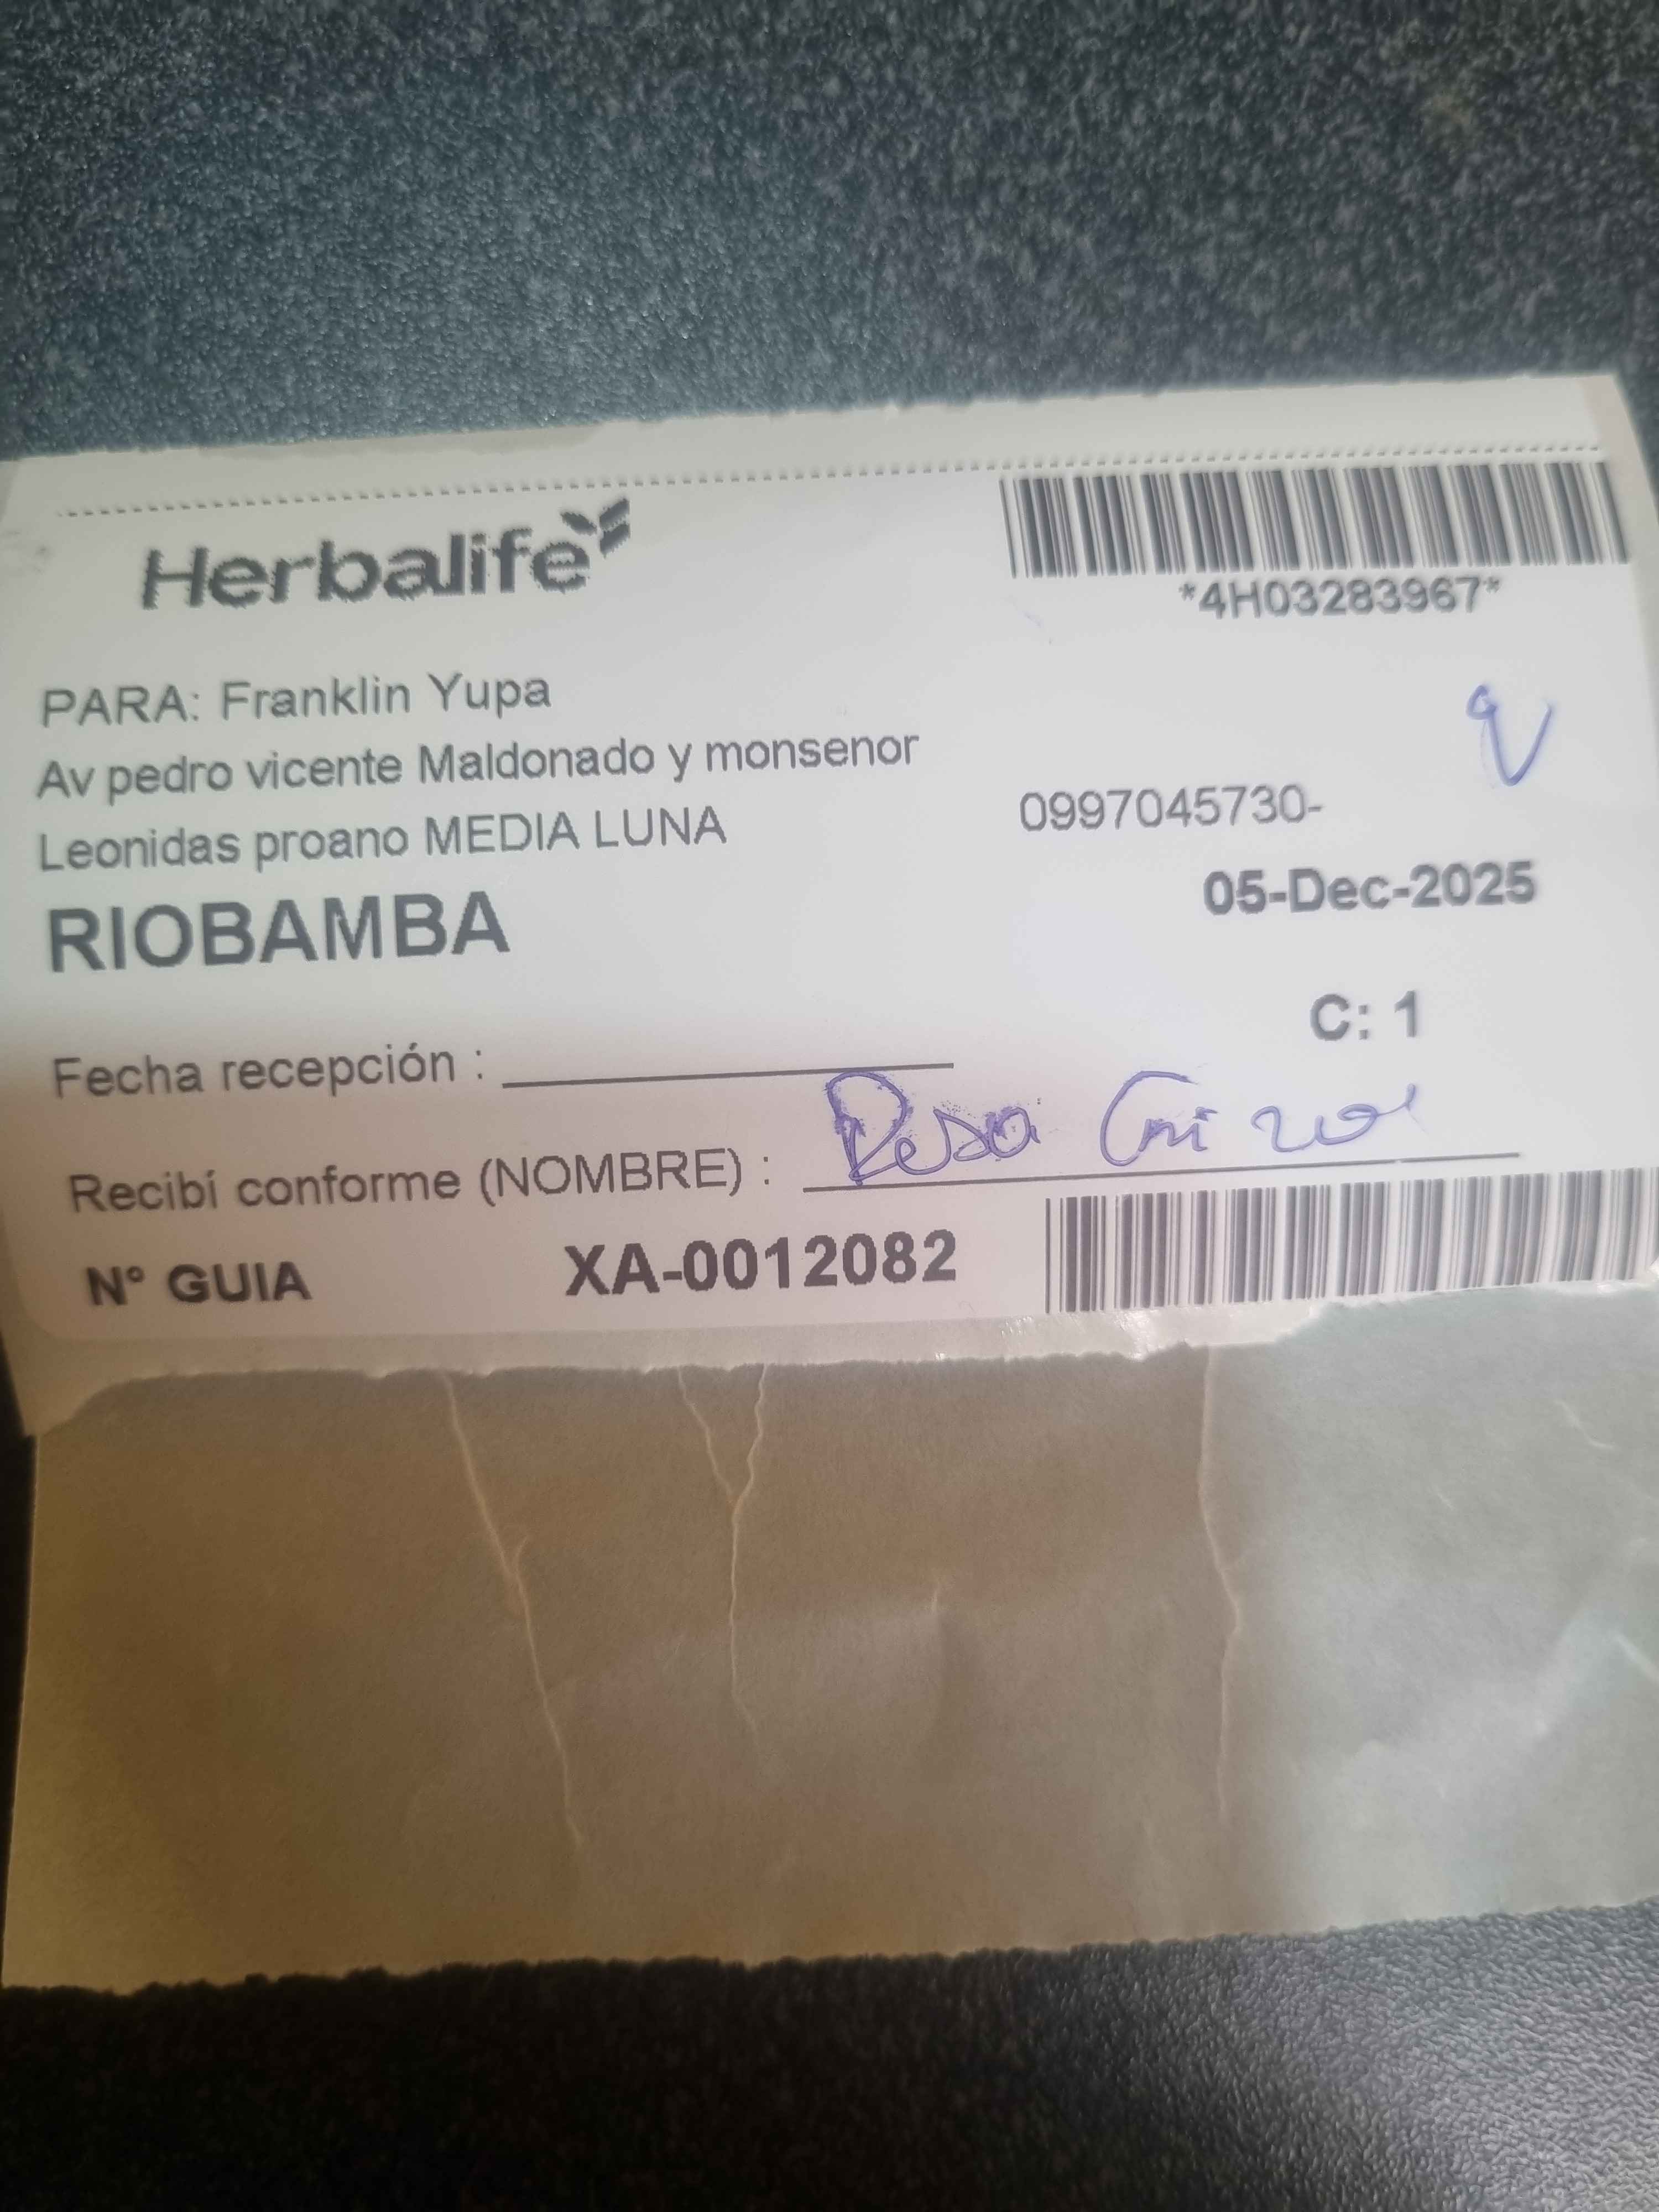 Herbalife
*4H03283967*
PARA: Franklin Yupa
Av pedro vicente Maldonado y monsenor
Leonidas proano MEDIA LUNA
0997045730-
RIOBAMBA
05-Dec-2025
C: 1
Fecha recepción :
Recibí conforme (NOMBRE) :
N° GUIA XA-0012082